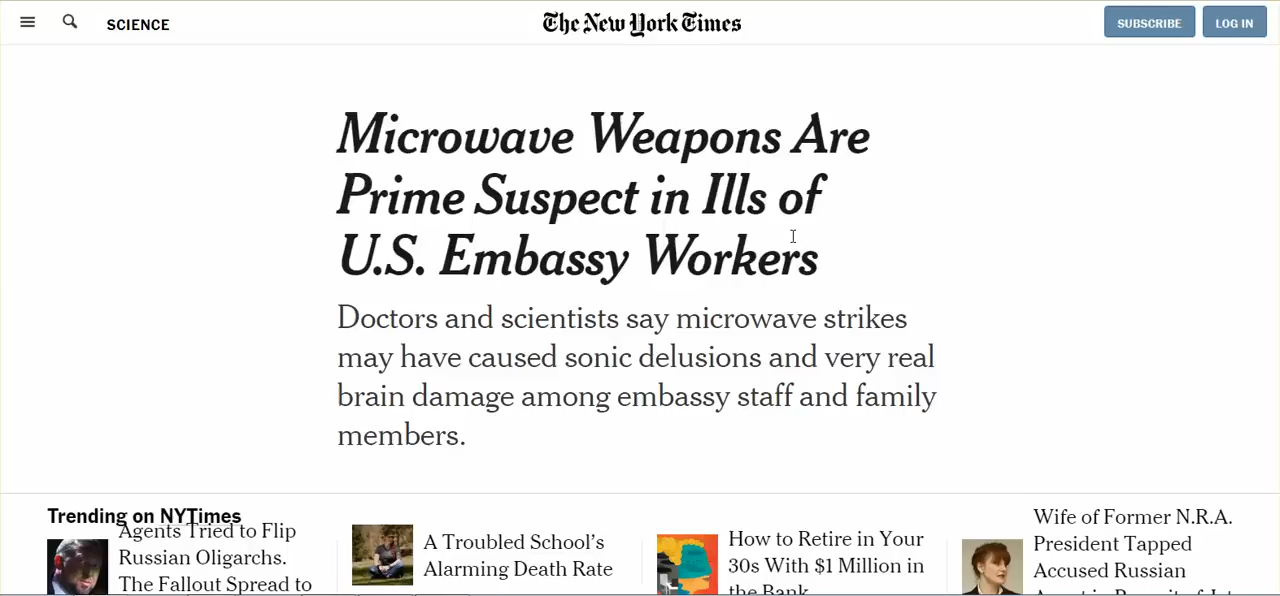 SCIENCE
The New York Times
SUBSCRIBE
LOG IN
Microwave Weapons Are
Prime Suspect in Ills of
U.S. Embassy Workers
Doctors and scientists say microwave strikes
may have caused sonic delusions and very real
brain damage among embassy staff and family
members.
Trending on NYTimes
Agents Tried to Flip
Russian Oligarchs.
The Fallout Spread to
A Troubled School's
Alarming Death Rate
How to Retire in Your
30s With $1 Million in
the Bank
Wife of Former N.R.A.
President Tapped
Accused Russian